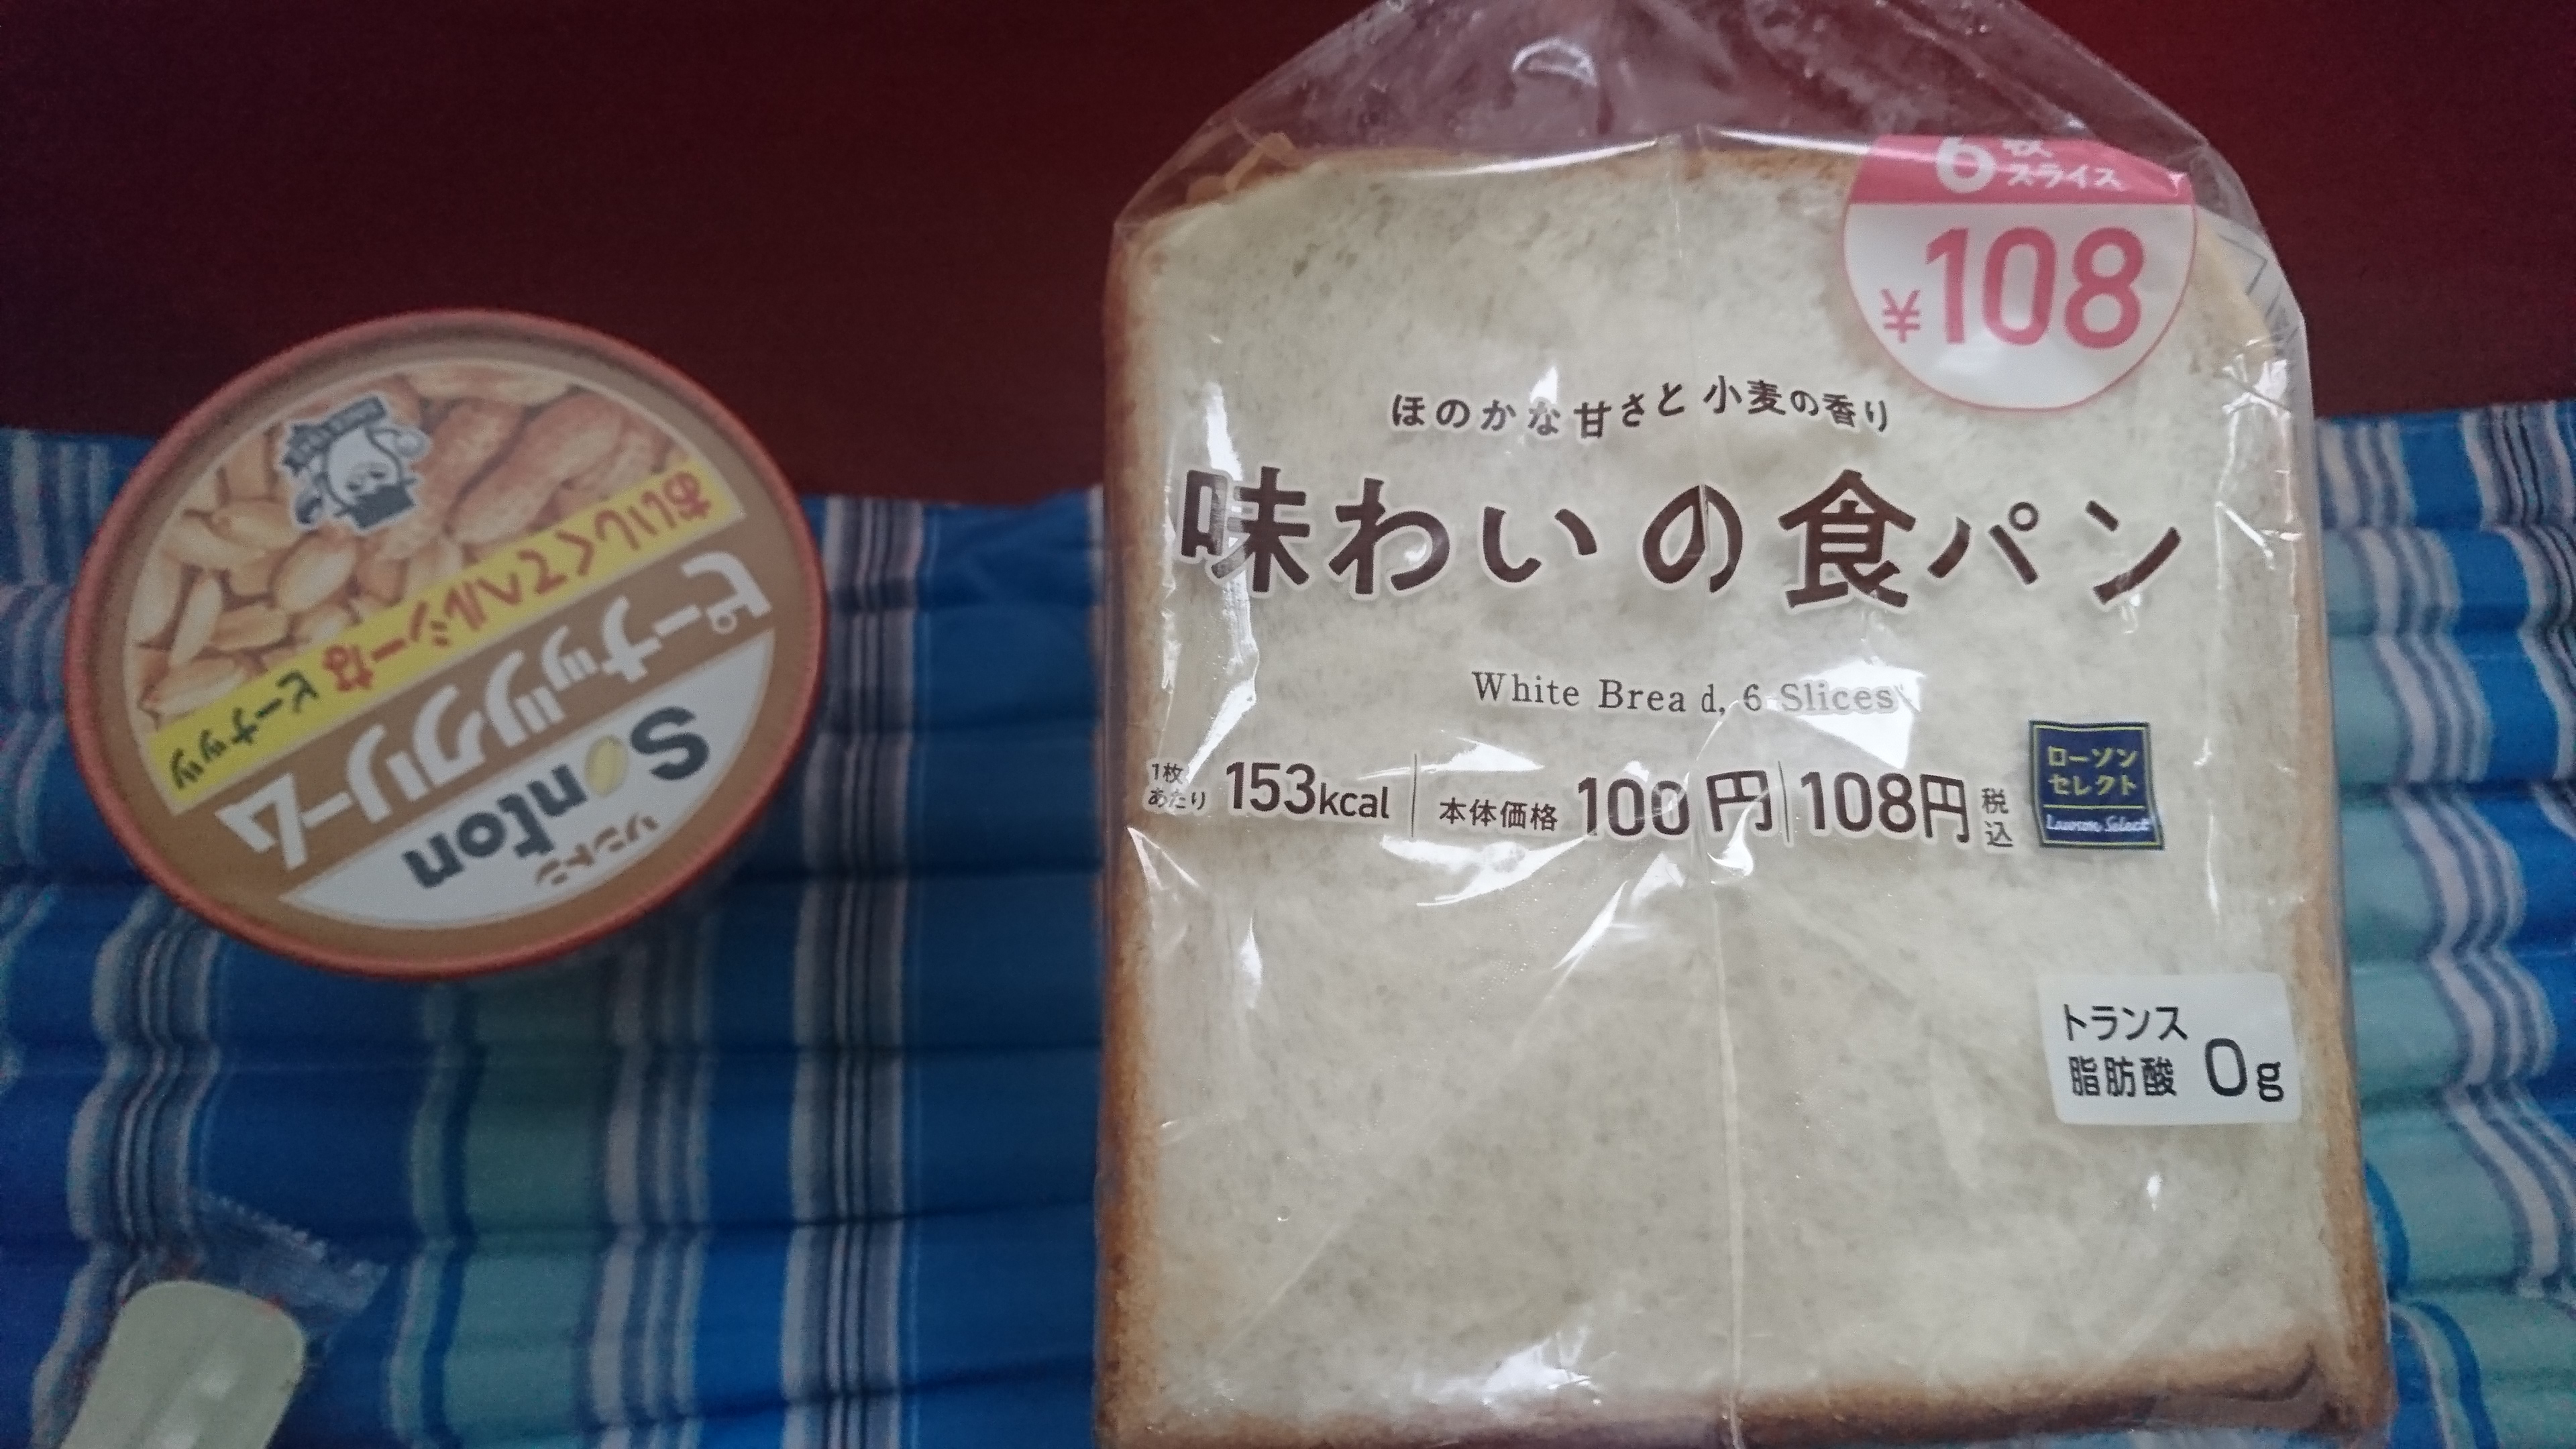 6枚
スライス
¥108
ほのかな甘さと小麦の香り
味わいの食パン
White Bread, 6 Slices
1枚あたり 153kcal 本体価格 100円 108円 税込
ローソン
セレクト
Lawson Select
トランス
脂肪酸 0g
ソントン
Sonton
ピーナッツクリーム
おいしくてヘルシーなピーナッツ